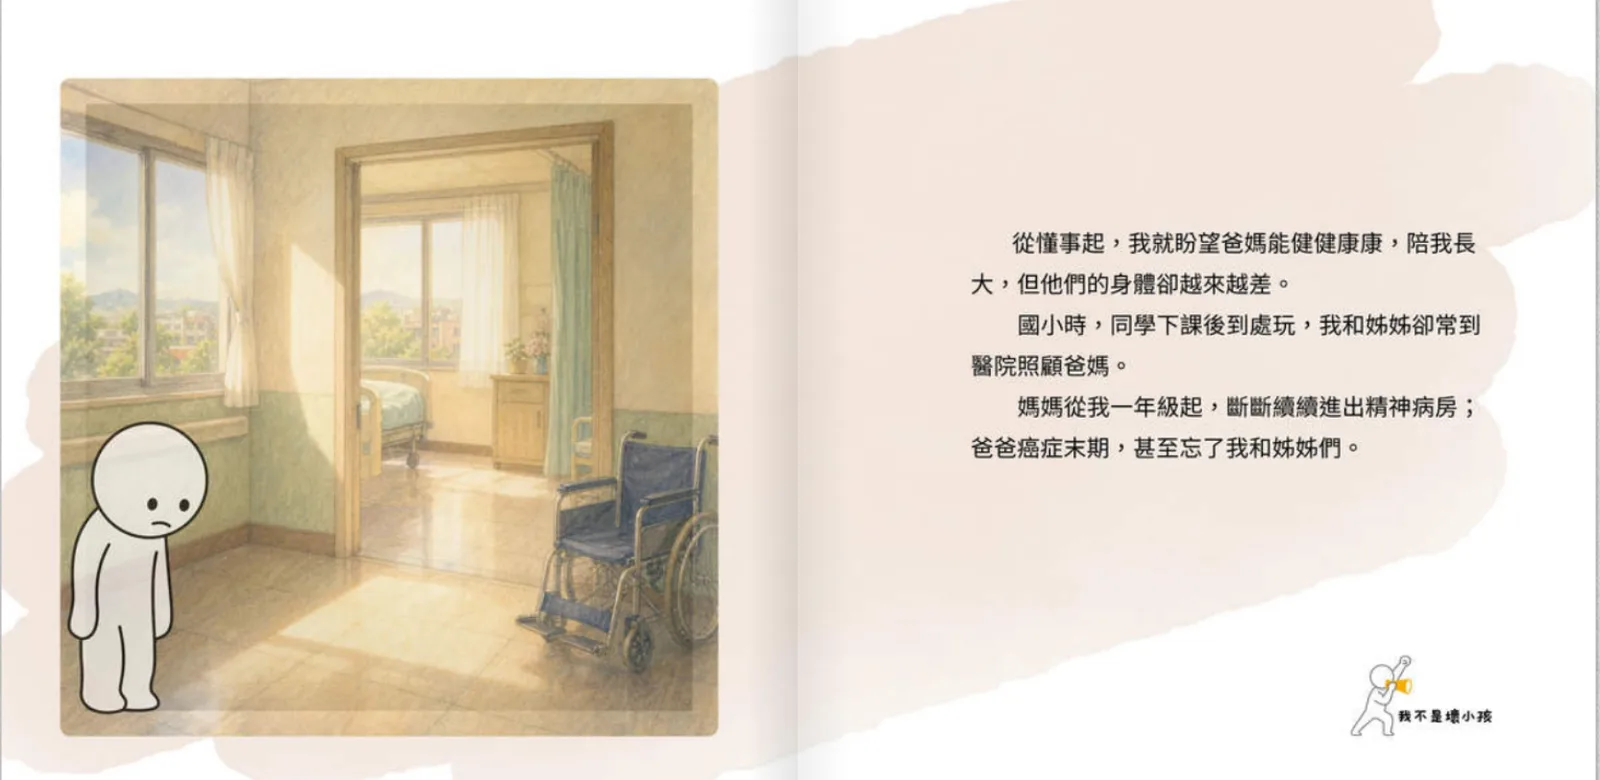 從懂事起，我就盼望爸媽能健健康康，陪我長
大，但他們的身體卻越來越差。
國小時，同學下課後到處玩，我和姊姊卻常到
醫院照顧爸媽。
媽媽從我一年級起，斷斷續續進出精神病房；
爸爸癌症末期，甚至忘了我和姊姊們。
我不是壞小孩